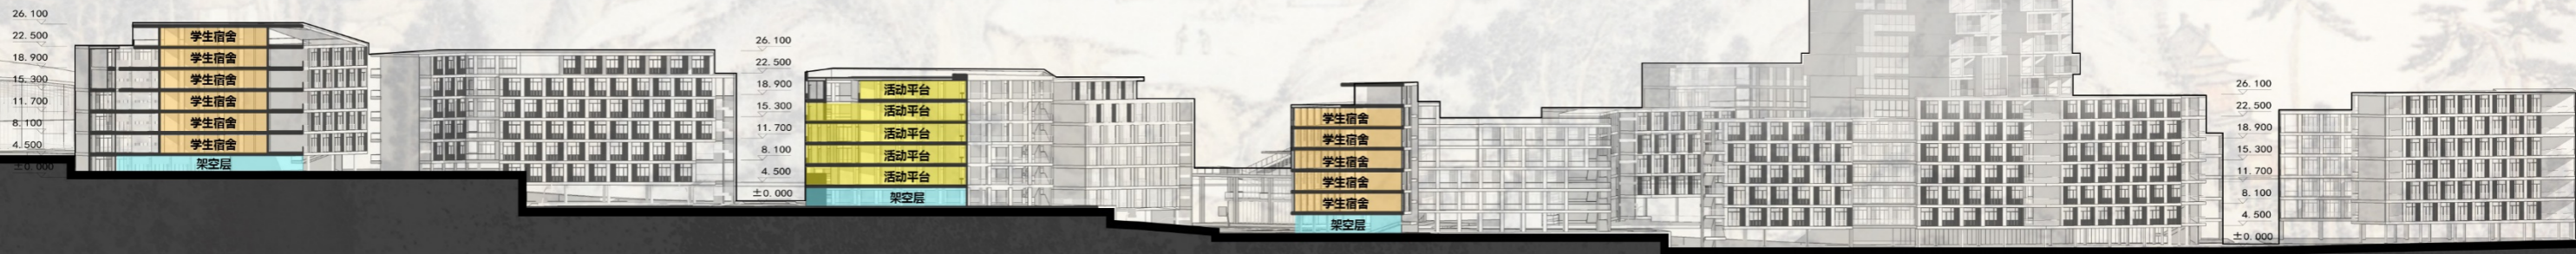 26.100
22.500
18.900
15.300
11.700
8.100
4.500
±0.000
学生宿舍
学生宿舍
学生宿舍
学生宿舍
学生宿舍
学生宿舍
架空层
26.100
22.500
18.900
15.300
11.700
8.100
4.500
±0.000
活动平台
活动平台
活动平台
活动平台
活动平台
架空层
学生宿舍
学生宿舍
学生宿舍
学生宿舍
学生宿舍
架空层
26.100
22.500
18.900
15.300
11.700
8.100
4.500
±0.000